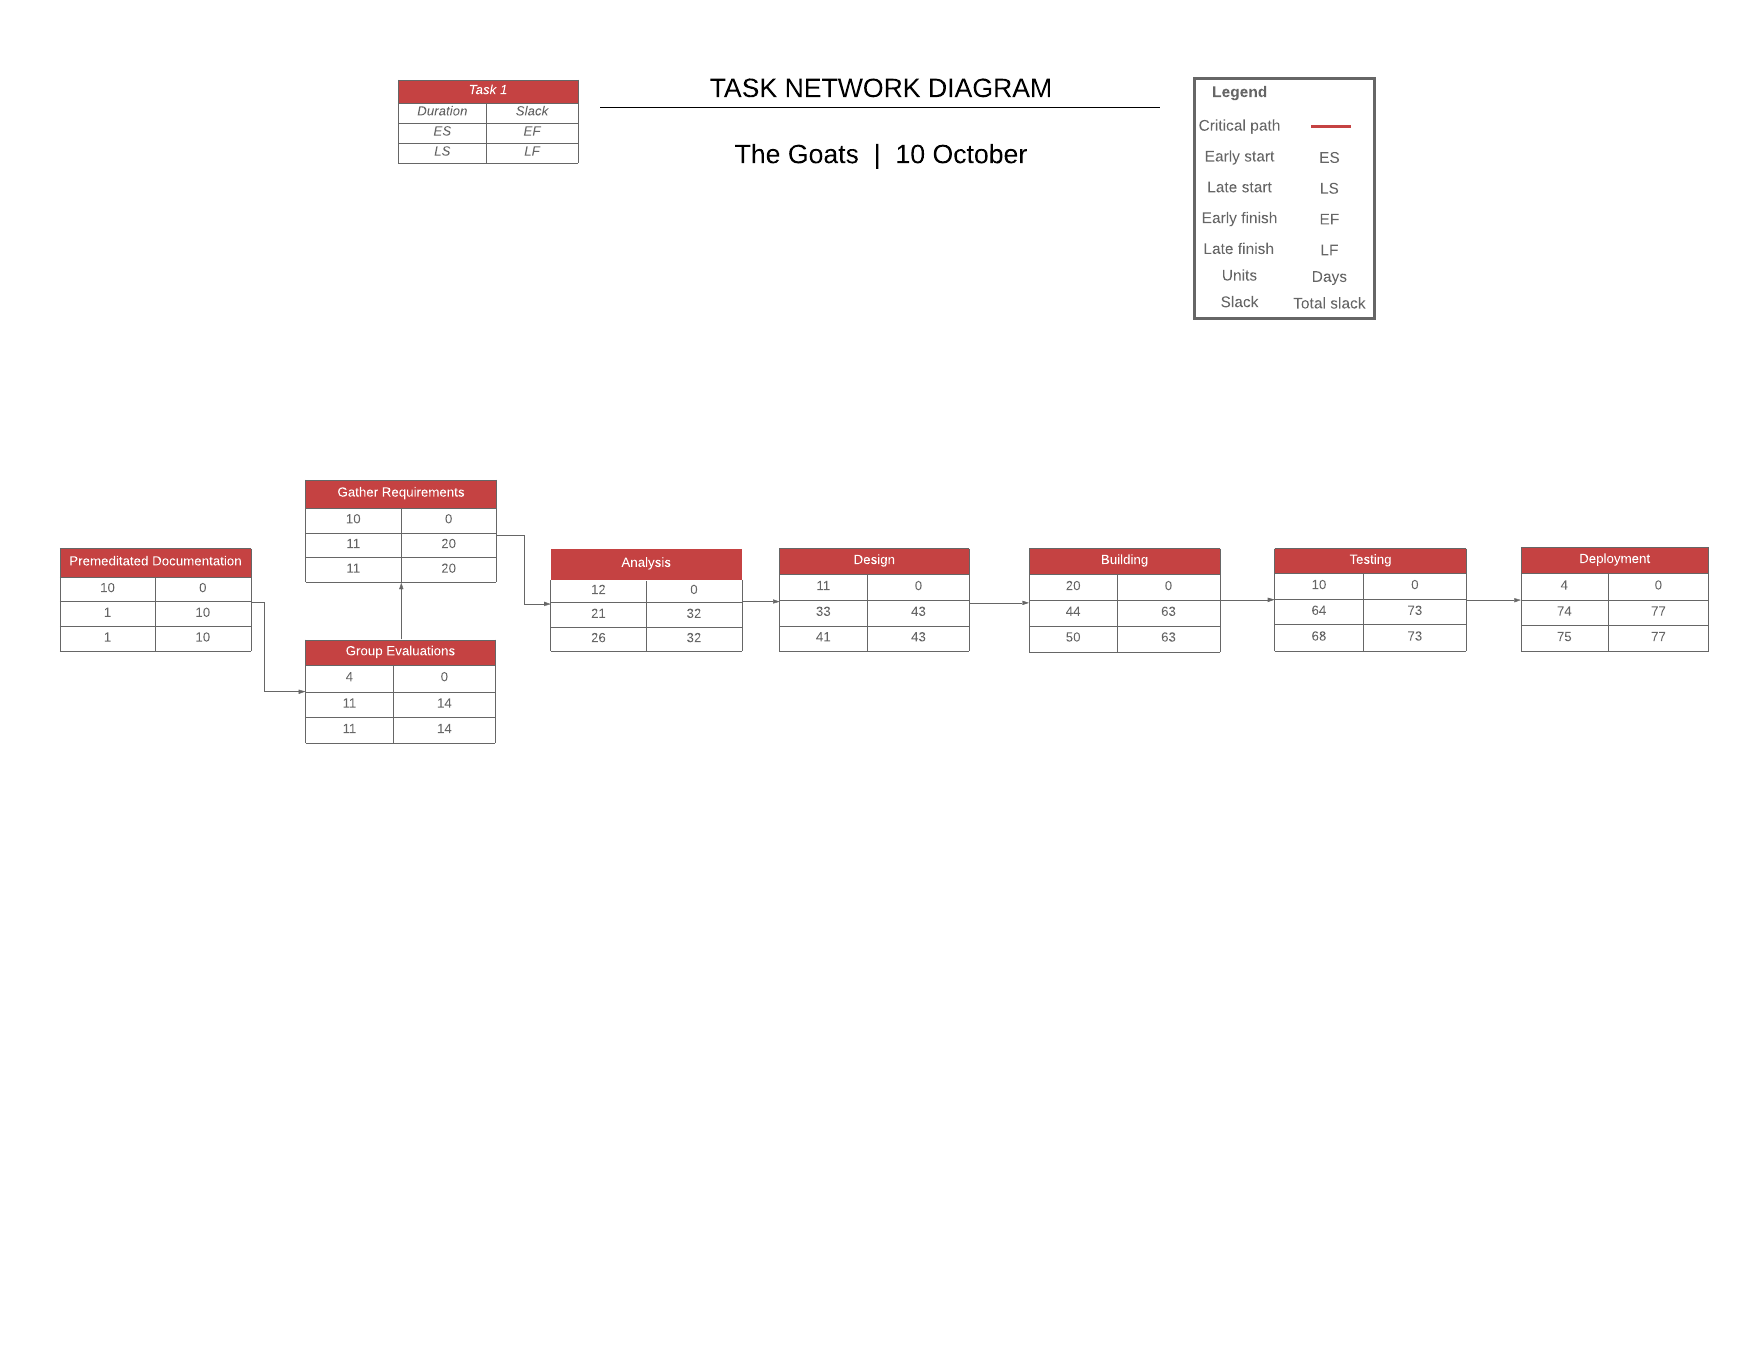 TASK NETWORK DIAGRAM
The Goats | 10 October
Task 1
Duration Slack
ES EF
LS LF
Legend
Critical path
Early start ES
Late start LS
Early finish EF
Late finish LF
Units Days
Slack Total slack
Premeditated Documentation
10 0
1 10
1 10
Gather Requirements
10 0
11 20
11 20
Group Evaluations
4 0
11 14
11 14
Analysis
12 0
21 32
26 32
Design
11 0
33 43
41 43
Building
20 0
44 63
50 63
Testing
10 0
64 73
68 73
Deployment
4 0
74 77
75 77